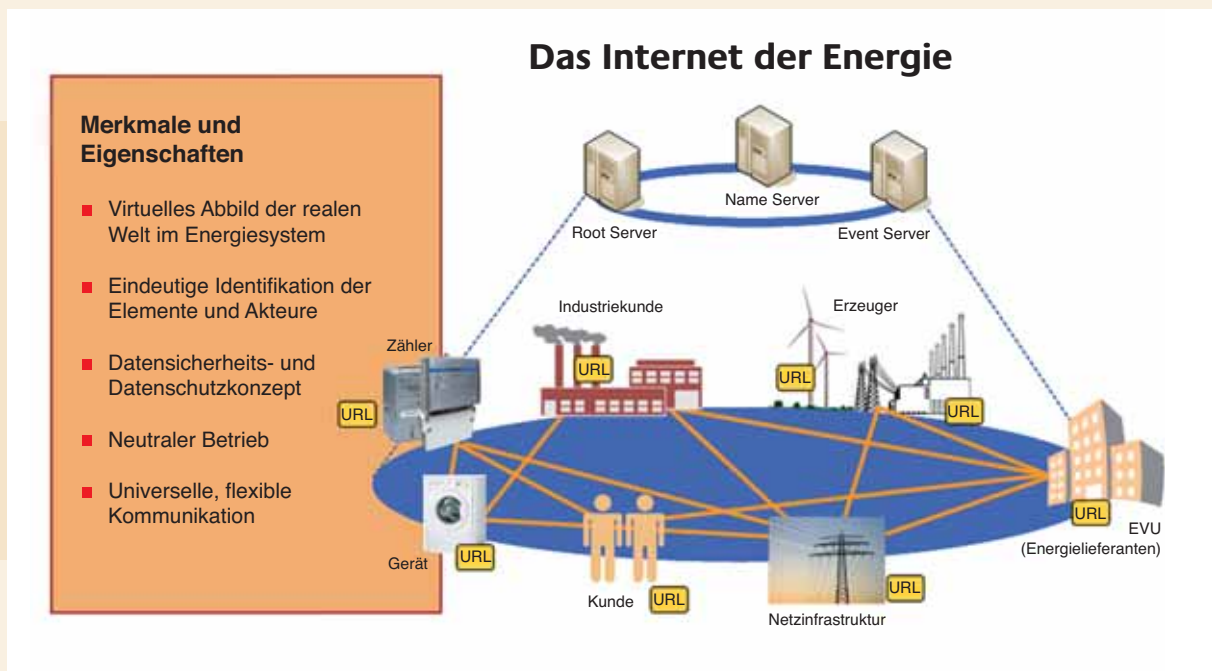 Das Internet der Energie
Merkmale und
Eigenschaften
Virtuelles Abbild der realen
Welt im Energiesystem
Eindeutige Identifikation der
Elemente und Akteure
Datensicherheits- und
Datenschutzkonzept
Neutraler Betrieb
Universelle, flexible
Kommunikation
Name Server
Root Server
Event Server
Industriekunde
Erzeuger
Zähler
URL
URL
URL
URL
URL
EVU
(Energielieferanten)
Gerät
URL
Kunde
URL
Netzinfrastruktur
URL